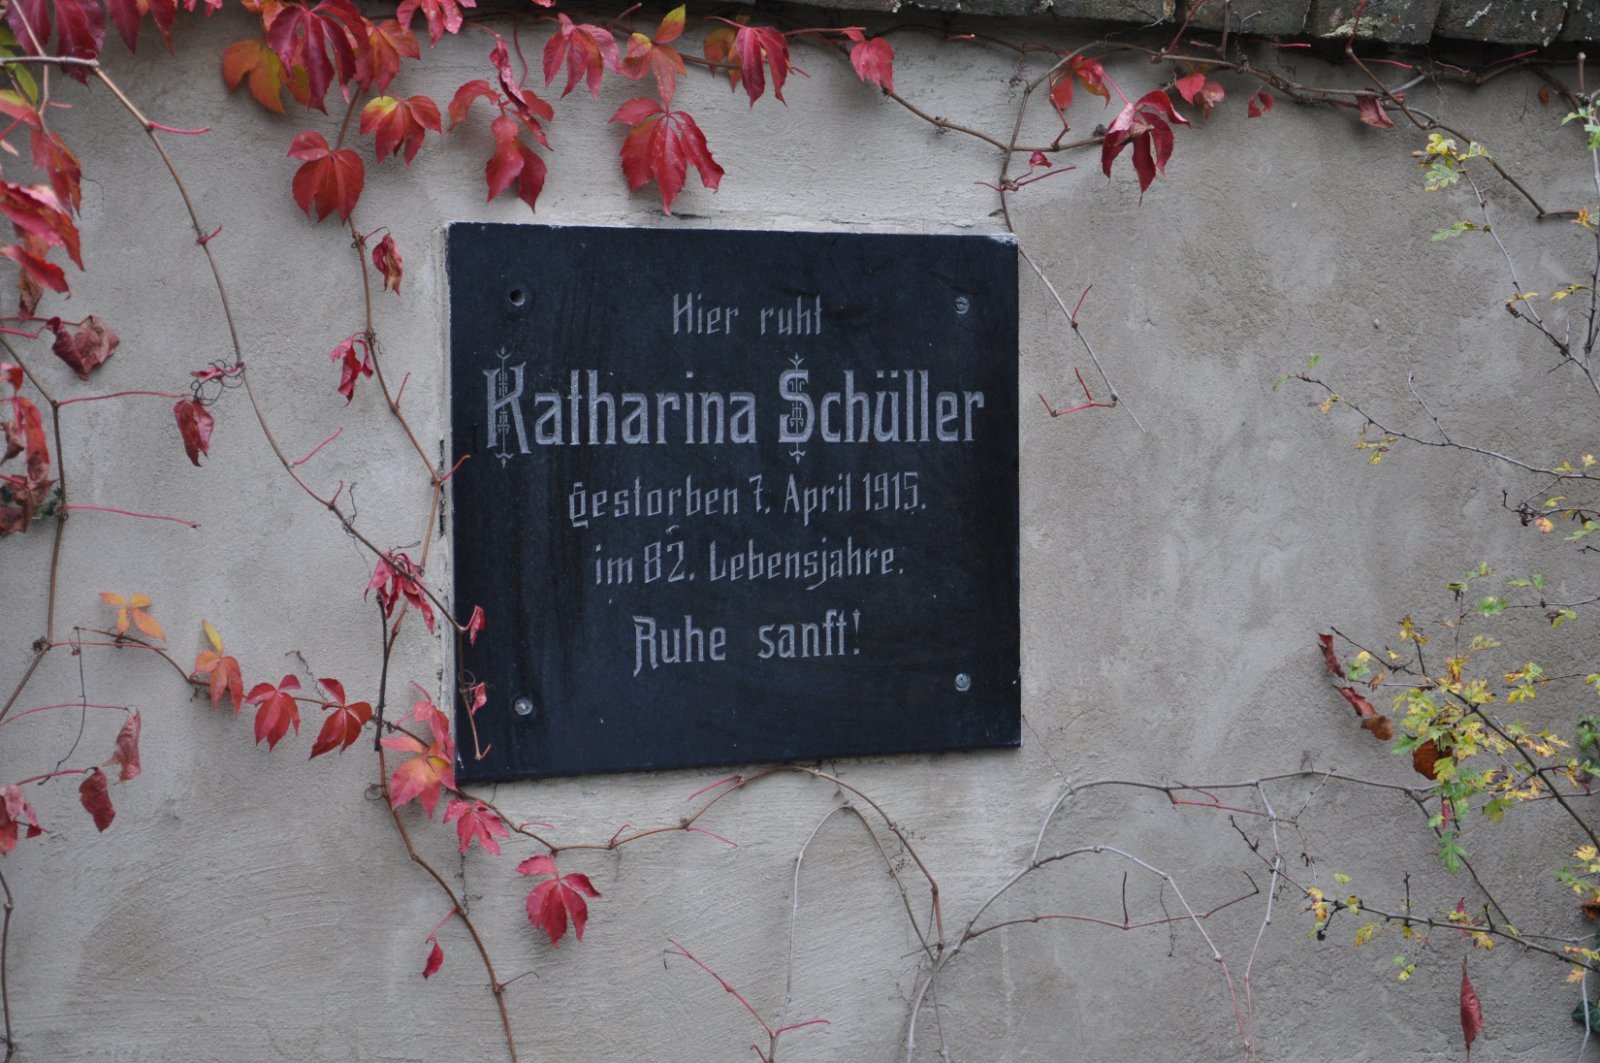 Hier ruht
Katharina Schüller
gestorben 7. April 1915.
im 82. Lebensjahre.
Ruhe sanft!